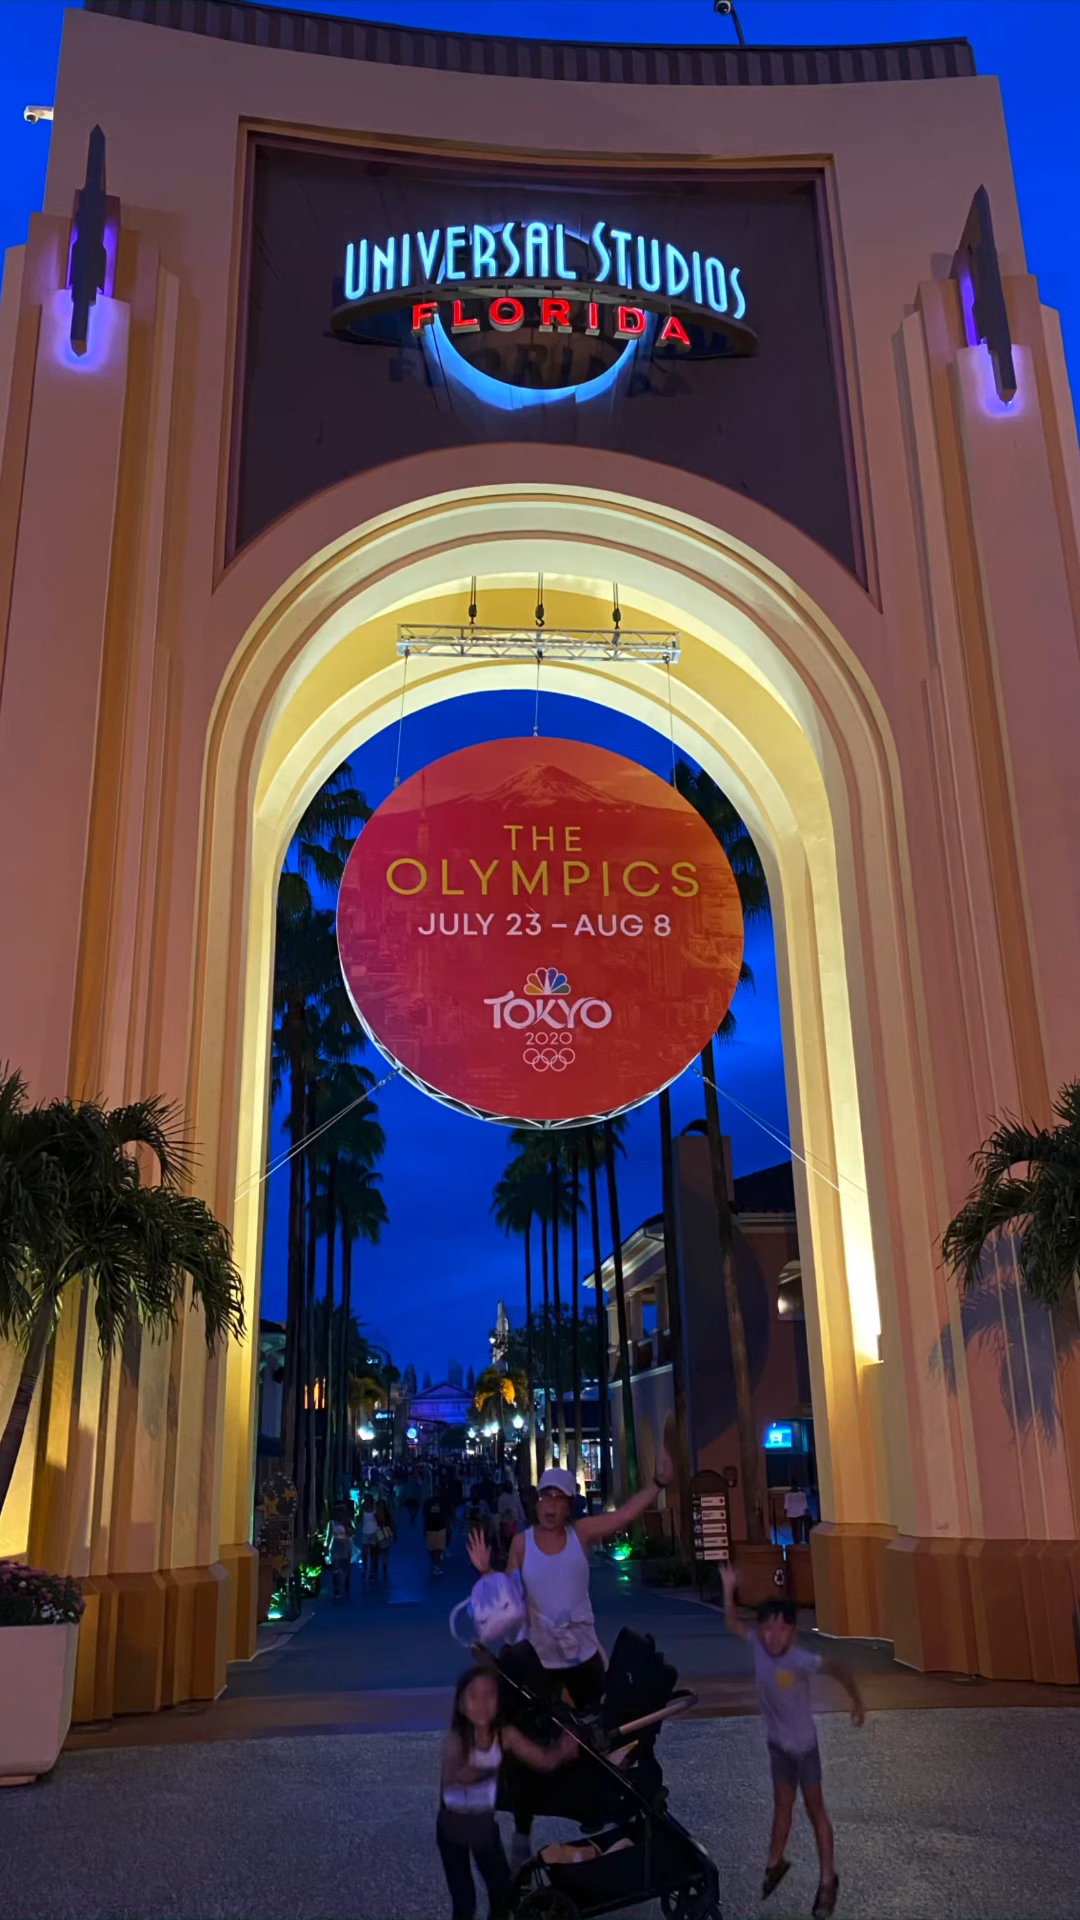 UNIVERSAL STUDIOS
FLORIDA
THE
OLYMPICS
JULY 23 – AUG 8
TOKYO
2020